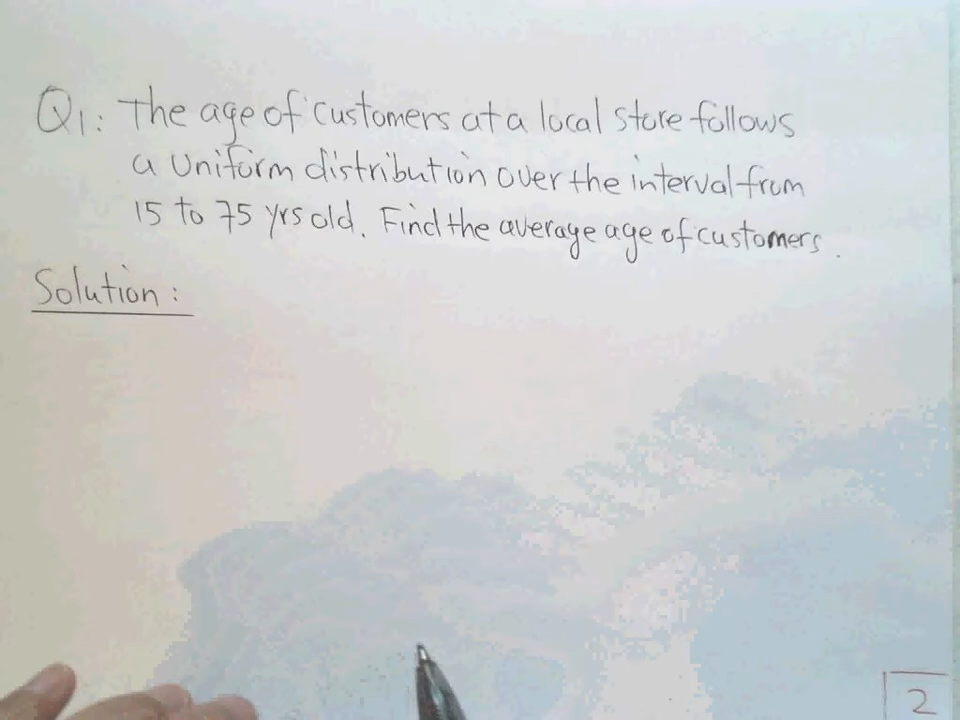 Q1: The age of customers at a local store follows
a uniform distribution over the interval from
15 to 75 yrs old. Find the average age of customers.
Solution:
2